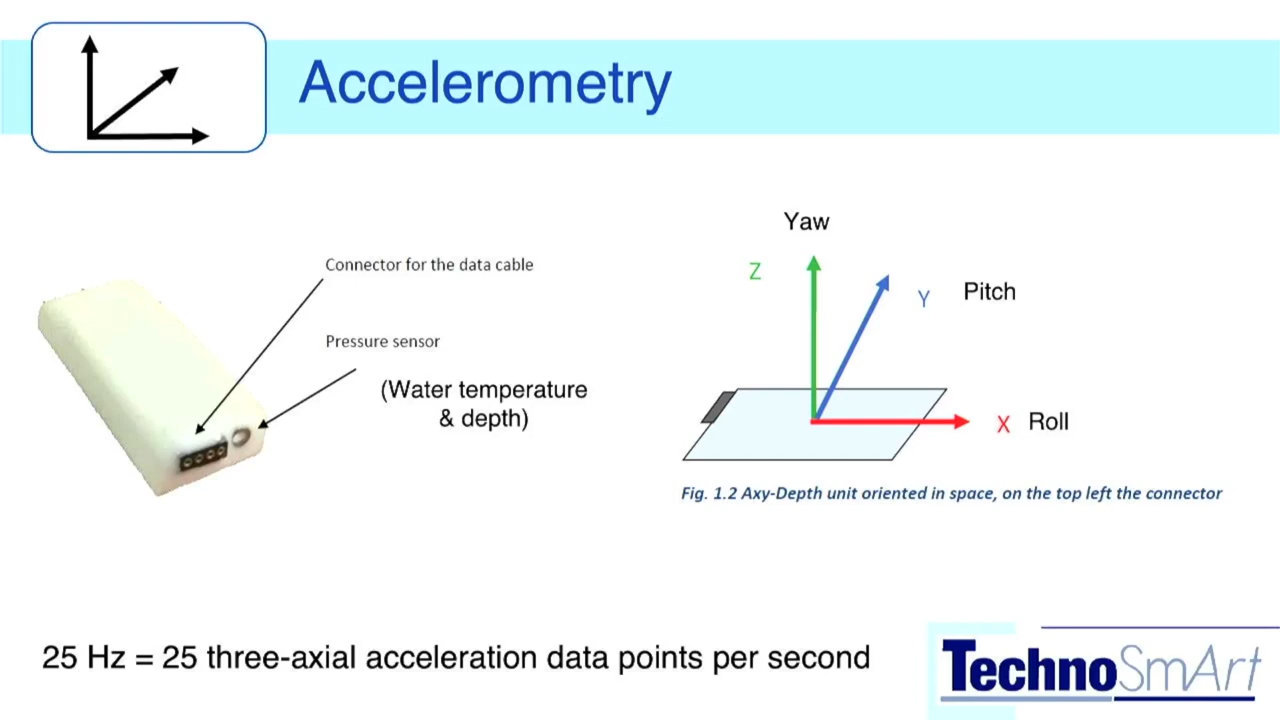 Accelerometry
Connector for the data cable
Pressure sensor
(Water temperature
& depth)
Yaw
Z
Y Pitch
X Roll
Fig. 1.2 Axy-Depth unit oriented in space, on the top left the connector
25 Hz = 25 three-axial acceleration data points per second
TechnoSmArt